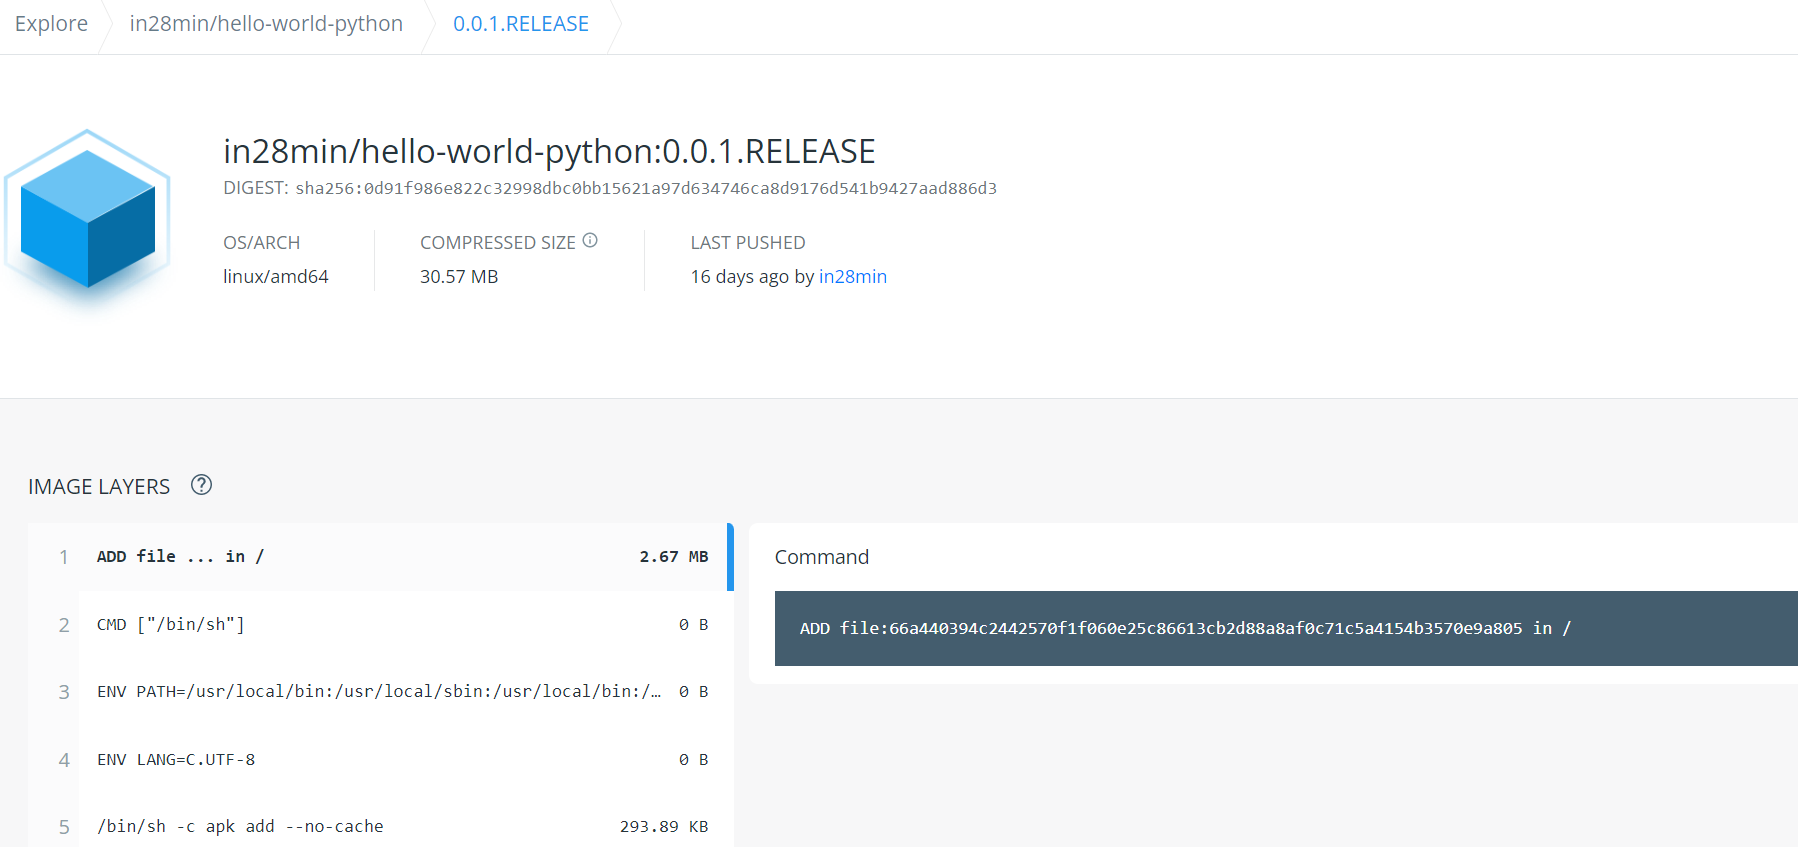 Explore in28min/hello-world-python 0.0.1.RELEASE
in28min/hello-world-python:0.0.1.RELEASE
DIGEST: sha256:0d91f986e822c32998dbc0bb15621a97d634746ca8d9176d541b9427aad886d3
OS/ARCH COMPRESSED SIZE LAST PUSHED
linux/amd64 30.57 MB 16 days ago by in28min
IMAGE LAYERS
1 ADD file ... in / 2.67 MB
2 CMD ["/bin/sh"] 0 B
3 ENV PATH=/usr/local/bin:/usr/local/sbin:/usr/local/bin:/... 0 B
4 ENV LANG=C.UTF-8 0 B
5 /bin/sh -c apk add --no-cache 293.89 KB
Command
ADD file:66a440394c2442570f1f060e25c86613cb2d88a8af0c71c5a4154b3570e9a805 in /